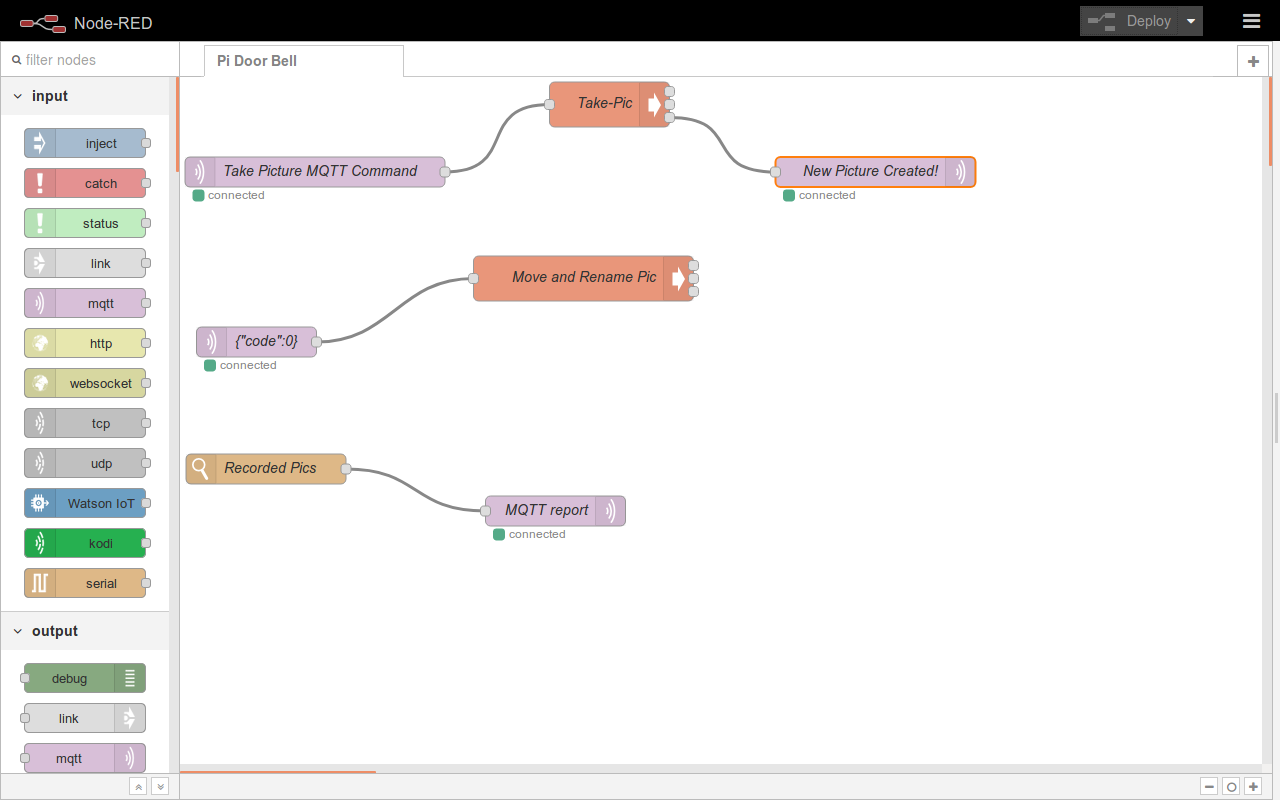 Node-RED
Deploy
filter nodes
Pi Door Bell
input
inject
catch
status
link
mqtt
http
websocket
tcp
udp
Watson IoT
kodi
serial
output
debug
link
mqtt
Take-Pic
Take Picture MQTT Command
connected
New Picture Created!
connected
Move and Rename Pic
{"code":0}
connected
Recorded Pics
MQTT report
connected